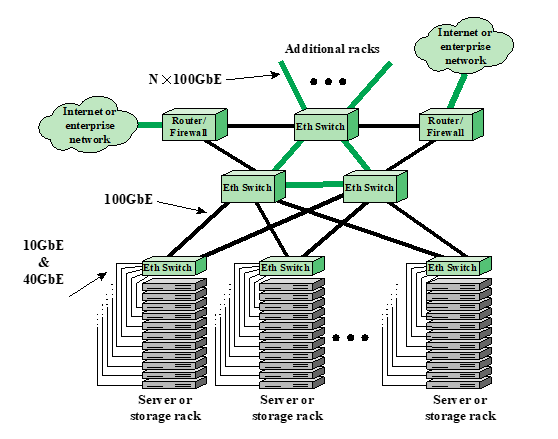 Internet or
enterprise
network
Additional racks
N × 100GbE
Internet or
enterprise
network
Router/
Firewall
Eth Switch
Router/
Firewall
Eth Switch
Eth Switch
100GbE
10GbE
&
40GbE
Eth Switch
Eth Switch
Eth Switch
Server or
storage rack
Server or
storage rack
Server or
storage rack